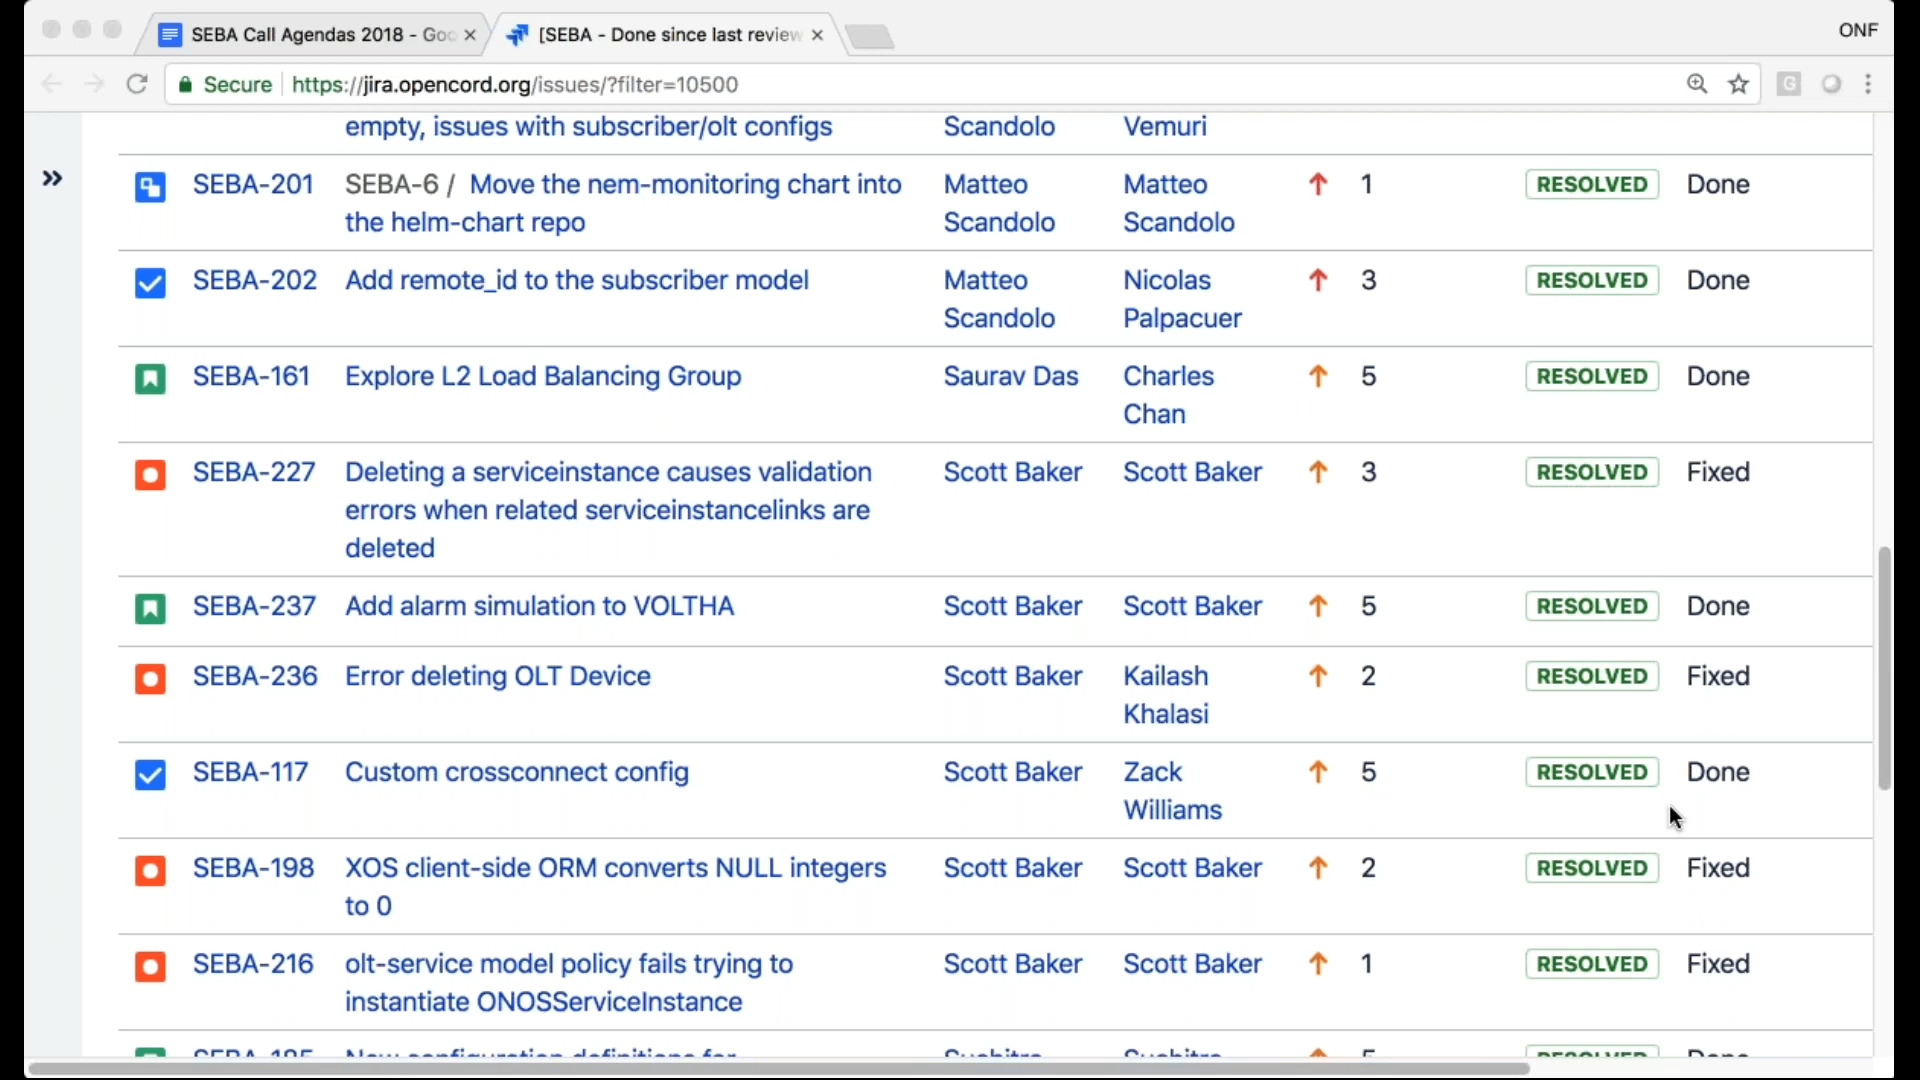 SEBA Call Agendas 2018 - Goo
[SEBA - Done since last review
ONF
Secure
https://jira.opencord.org/issues/?filter=10500
G
empty, issues with subscriber/olt configs Scandolo Vemuri
»
SEBA-201 SEBA-6 / Move the nem-monitoring chart into Matteo Matteo 1 RESOLVED Done
the helm-chart repo Scandolo Scandolo
SEBA-202 Add remote_id to the subscriber model Matteo Nicolas 3 RESOLVED Done
Scandolo Palpacuer
SEBA-161 Explore L2 Load Balancing Group Saurav Das Charles 5 RESOLVED Done
Chan
SEBA-227 Deleting a serviceinstance causes validation Scott Baker Scott Baker 3 RESOLVED Fixed
errors when related serviceinstancelinks are
deleted
SEBA-237 Add alarm simulation to VOLTHA Scott Baker Scott Baker 5 RESOLVED Done
SEBA-236 Error deleting OLT Device Scott Baker Kailash 2 RESOLVED Fixed
Khalasi
SEBA-117 Custom crossconnect config Scott Baker Zack 5 RESOLVED Done
Williams
SEBA-198 XOS client-side ORM converts NULL integers Scott Baker Scott Baker 2 RESOLVED Fixed
to 0
SEBA-216 olt-service model policy fails trying to Scott Baker Scott Baker 1 RESOLVED Fixed
instantiate ONOSServiceInstance
New configuration definitions for Suchitra Suchitra 5 RESOLVED Done